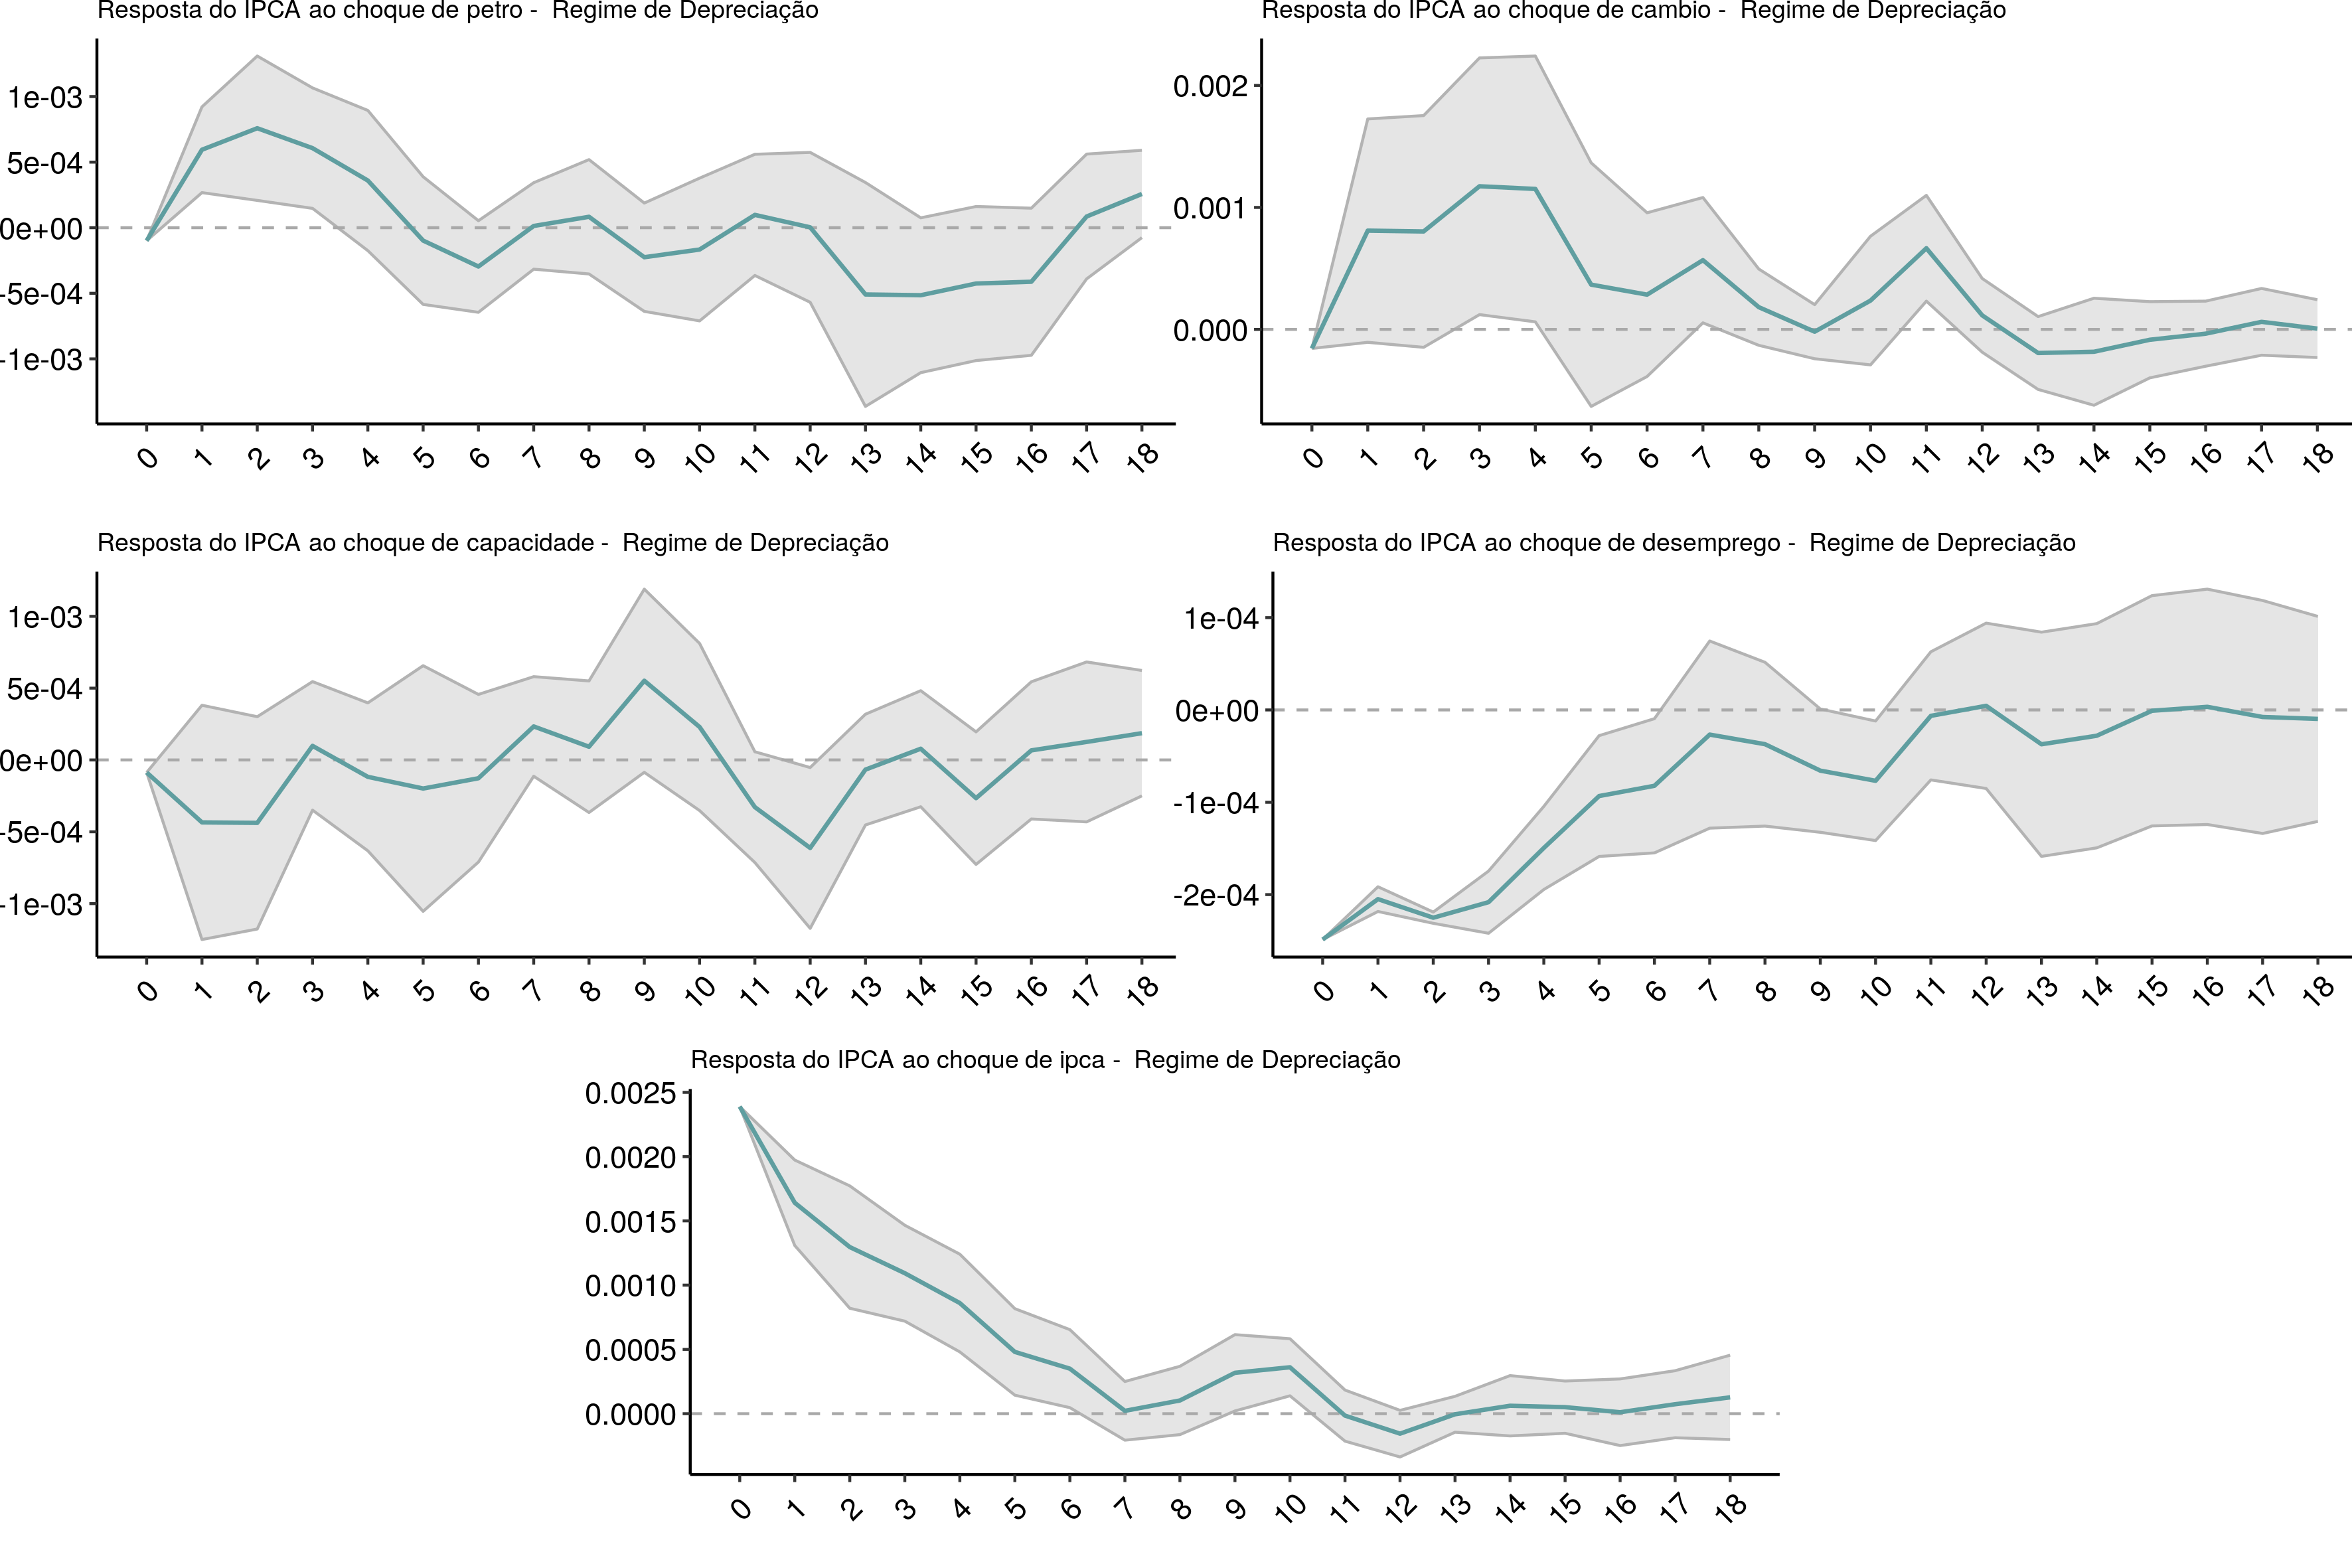 Resposta do IPCA ao choque de petro - Regime de Depreciação
1e-03
5e-04
0e+00
-5e-04
-1e-03
0 1 2 3 4 5 6 7 8 9 10 11 12 13 14 15 16 17 18
Resposta do IPCA ao choque de cambio - Regime de Depreciação
0.002
0.001
0.000
0 1 2 3 4 5 6 7 8 9 10 11 12 13 14 15 16 17 18
Resposta do IPCA ao choque de capacidade - Regime de Depreciação
1e-03
5e-04
0e+00
-5e-04
-1e-03
0 1 2 3 4 5 6 7 8 9 10 11 12 13 14 15 16 17 18
Resposta do IPCA ao choque de desemprego - Regime de Depreciação
1e-04
0e+00
-1e-04
-2e-04
0 1 2 3 4 5 6 7 8 9 10 11 12 13 14 15 16 17 18
Resposta do IPCA ao choque de ipca - Regime de Depreciação
0.0025
0.0020
0.0015
0.0010
0.0005
0.0000
0 1 2 3 4 5 6 7 8 9 10 11 12 13 14 15 16 17 18